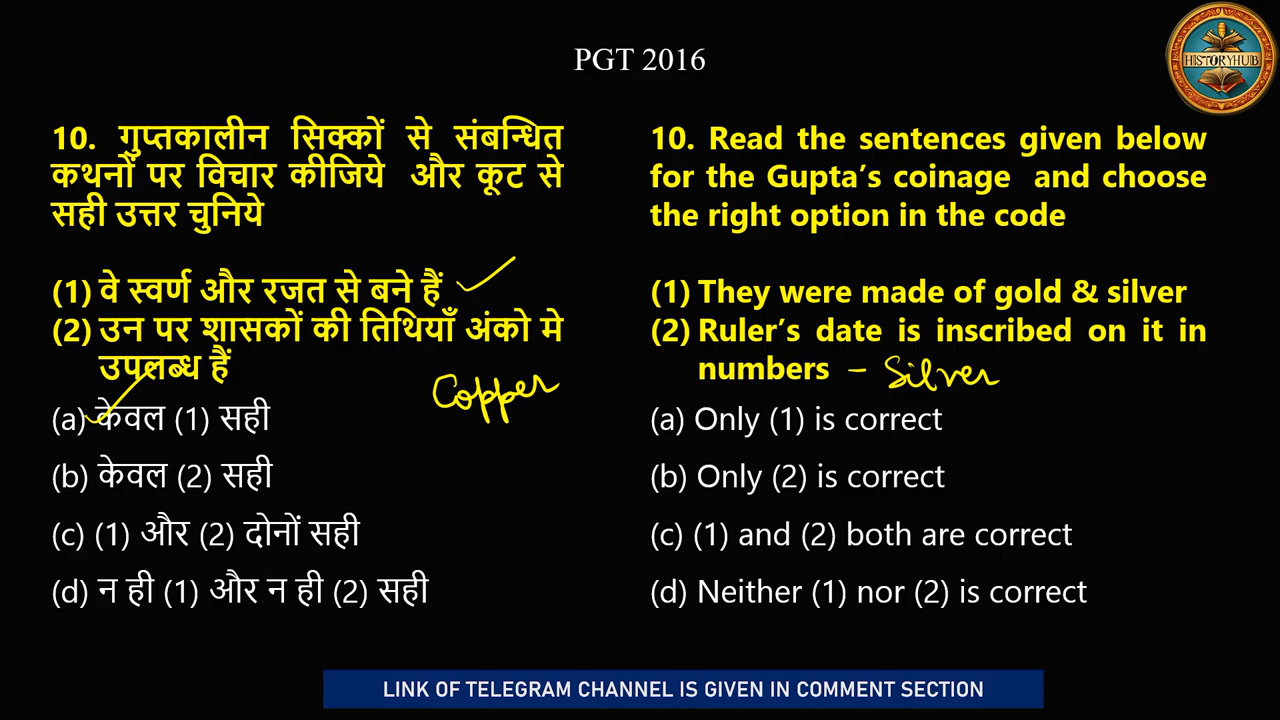 PGT 2016
HISTORYHUB
10. गुप्तकालीन सिक्कों से संबन्धित
कथनों पर विचार कीजिये और कूट से
सही उत्तर चुनिये
(1) वे स्वर्ण और रजत से बने हैं
(2) उन पर शासकों की तिथियाँ अंको मे
उपलब्ध हैं
Copper
(a) केवल (1) सही
(b) केवल (2) सही
(c) (1) और (2) दोनों सही
(d) न ही (1) और न ही (2) सही
10. Read the sentences given below
for the Gupta's coinage and choose
the right option in the code
(1) They were made of gold & silver
(2) Ruler's date is inscribed on it in
numbers – Silver
(a) Only (1) is correct
(b) Only (2) is correct
(c) (1) and (2) both are correct
(d) Neither (1) nor (2) is correct
LINK OF TELEGRAM CHANNEL IS GIVEN IN COMMENT SECTION